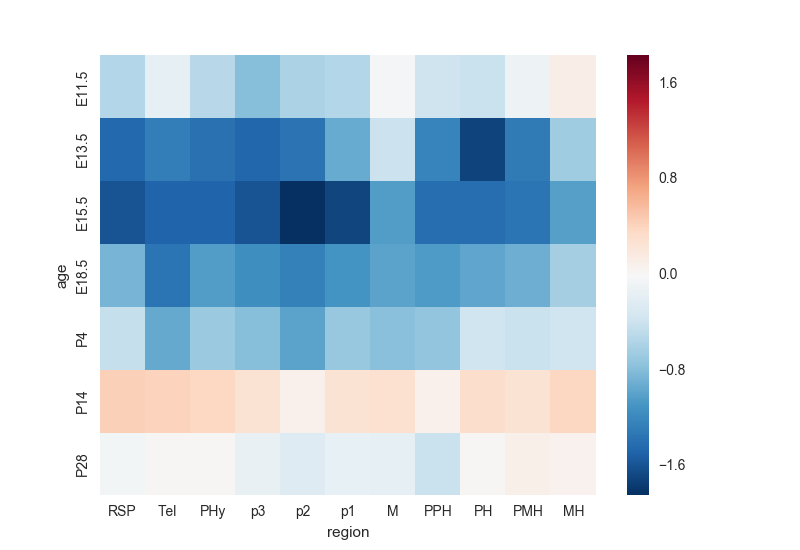 E11.5
E13.5
E15.5
E18.5
P4
P14
P28
age
RSP Tel PHy p3 p2 p1 M PPH PH PMH MH
region
1.6
0.8
0.0
−0.8
−1.6